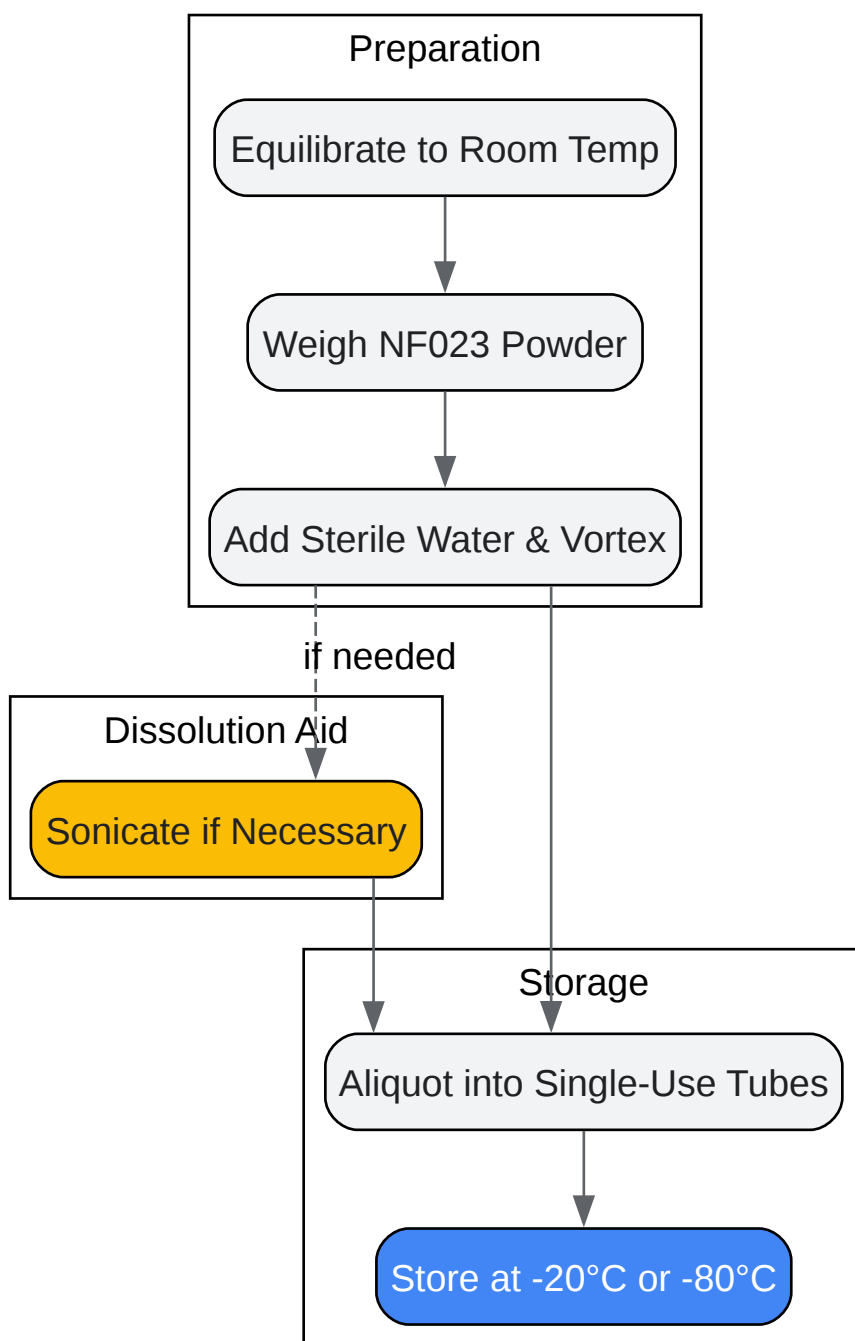 Preparation
Equilibrate to Room Temp
Weigh NF023 Powder
Add Sterile Water & Vortex
if needed
Dissolution Aid
Sonicate if Necessary
Storage
Aliquot into Single-Use Tubes
Store at -20°C or -80°C